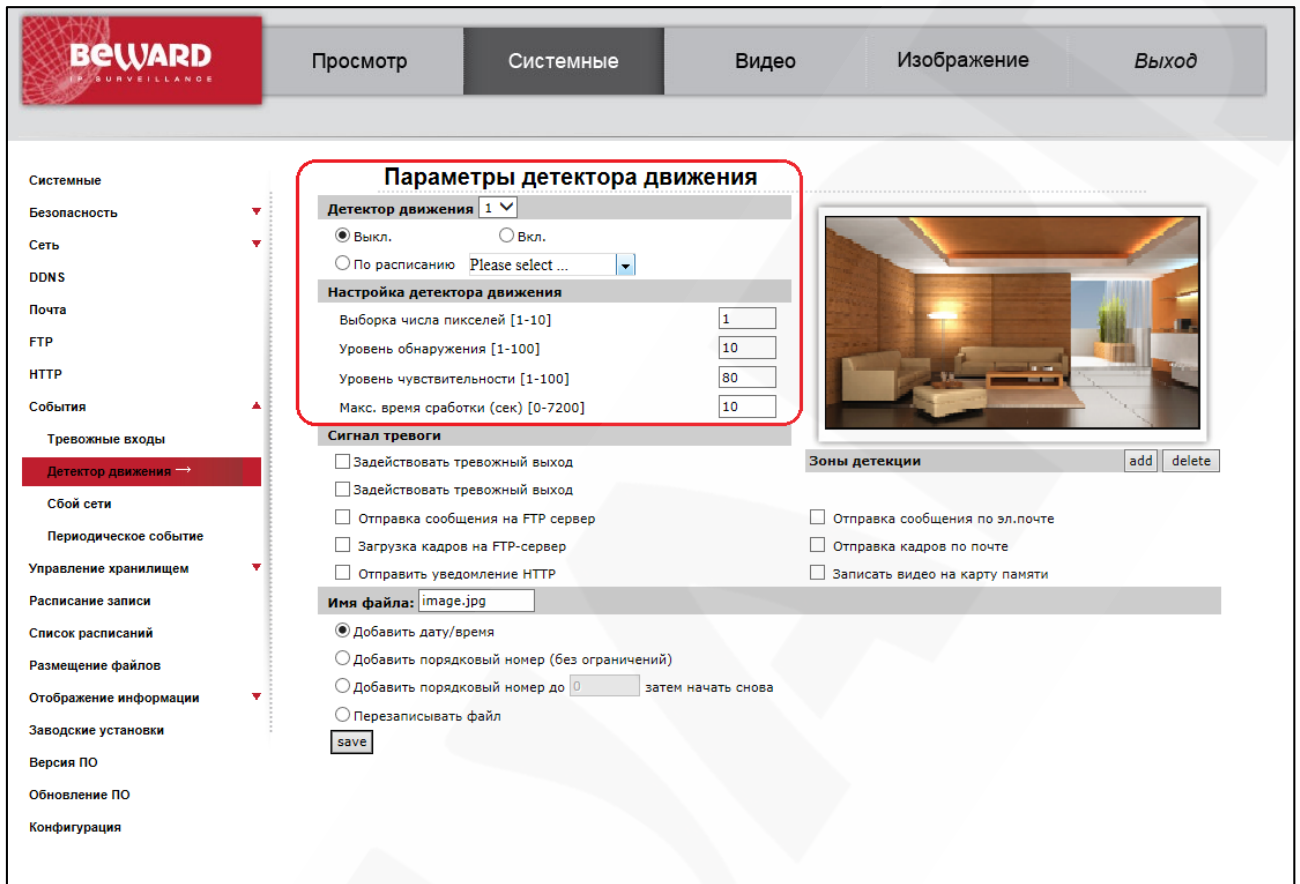 BEWARD
IP SURVEILLANCE
Просмотр
Системные
Видео
Изображение
Выход
Системные
Безопасность
Сеть
DDNS
Почта
FTP
HTTP
События
Тревожные входы
Детектор движения →
Сбой сети
Периодическое событие
Управление хранилищем
Расписание записи
Список расписаний
Размещение файлов
Отображение информации
Заводские установки
Версия ПО
Обновление ПО
Конфигурация
Параметры детектора движения
Детектор движения 1
Выкл. Вкл.
По расписанию Please select ...
Настройка детектора движения
Выборка числа пикселей [1-10] 1
Уровень обнаружения [1-100] 10
Уровень чувствительности [1-100] 80
Макс. время сработки (сек) [0-7200] 10
Сигнал тревоги
Задействовать тревожный выход
Задействовать тревожный выход
Отправка сообщения на FTP сервер
Загрузка кадров на FTP-сервер
Отправить уведомление HTTP
Зоны детекции add delete
Отправка сообщения по эл.почте
Отправка кадров по почте
Записать видео на карту памяти
Имя файла: image.jpg
Добавить дату/время
Добавить порядковый номер (без ограничений)
Добавить порядковый номер до 0 затем начать снова
Перезаписывать файл
save